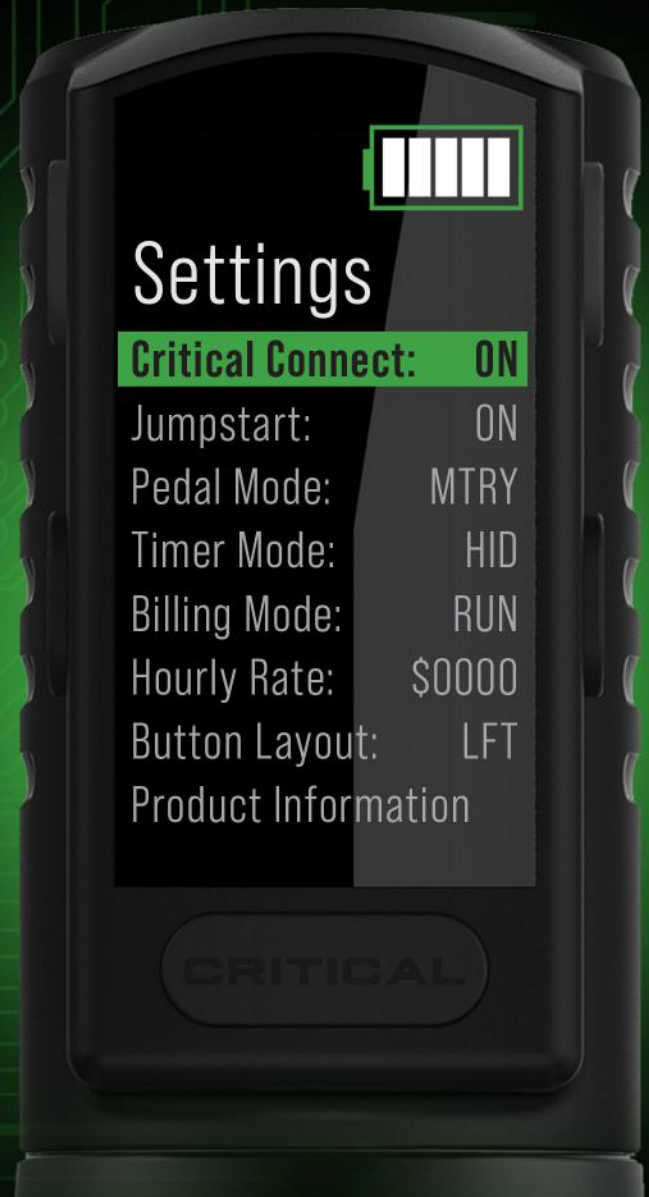 Settings
Critical Connect: ON
Jumpstart: ON
Pedal Mode: MTRY
Timer Mode: HID
Billing Mode: RUN
Hourly Rate: $0000
Button Layout: LFT
Product Information
CRITICAL